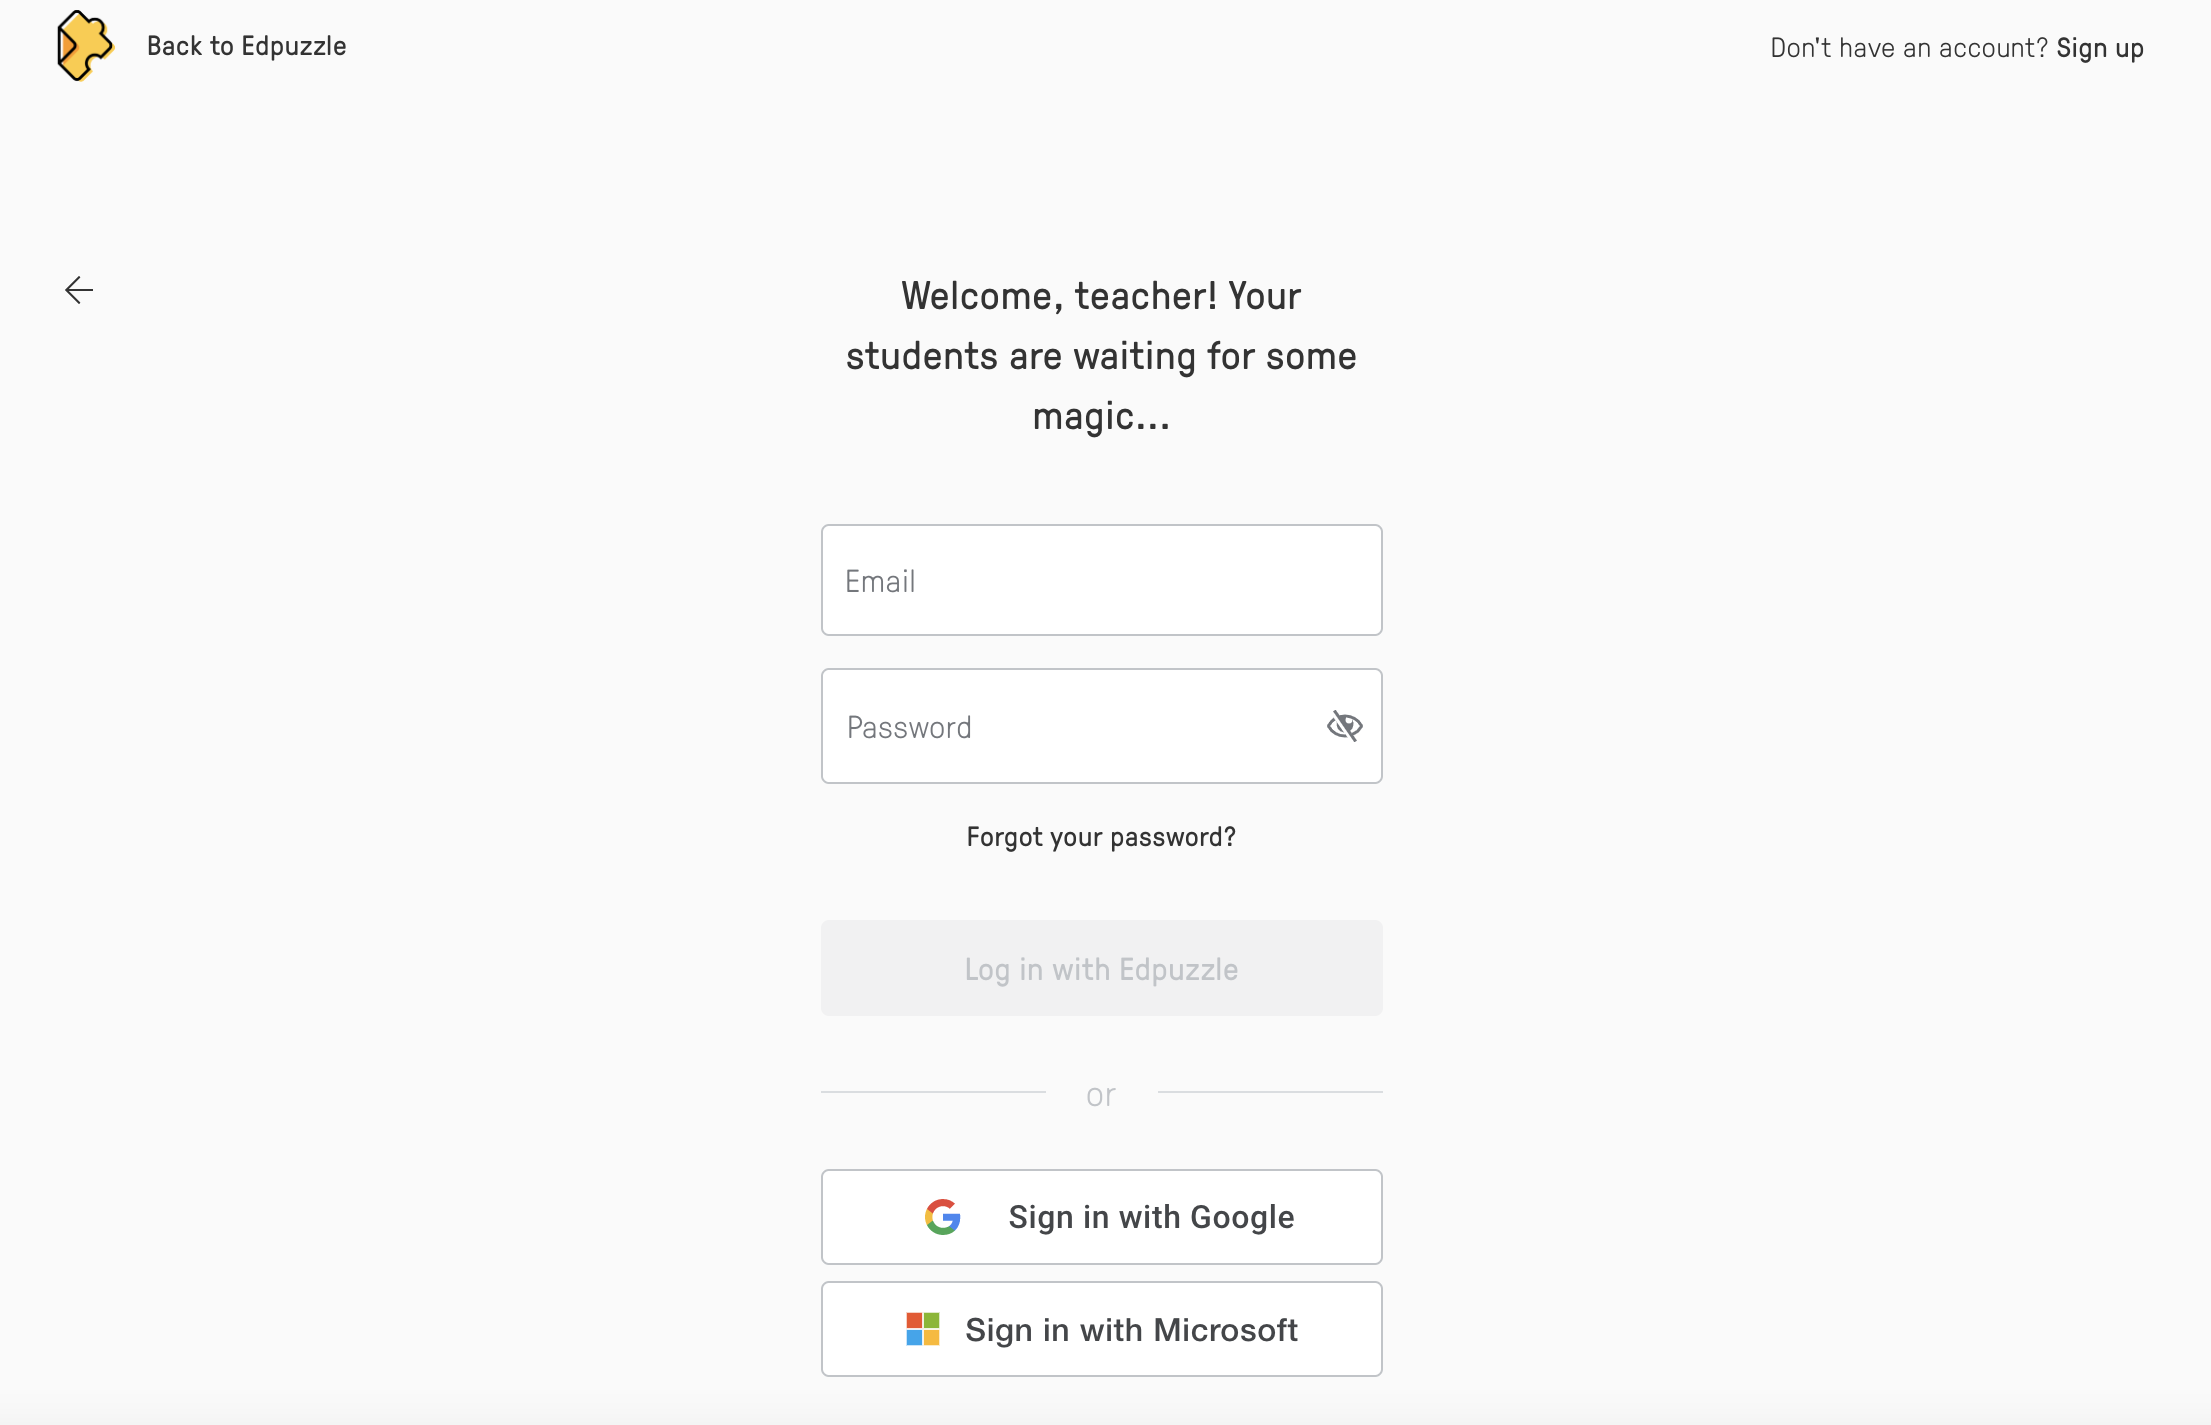 Back to Edpuzzle
Don't have an account? Sign up
Welcome, teacher! Your
students are waiting for some
magic...
Email
Password
Forgot your password?
Log in with Edpuzzle
or
Sign in with Google
Sign in with Microsoft